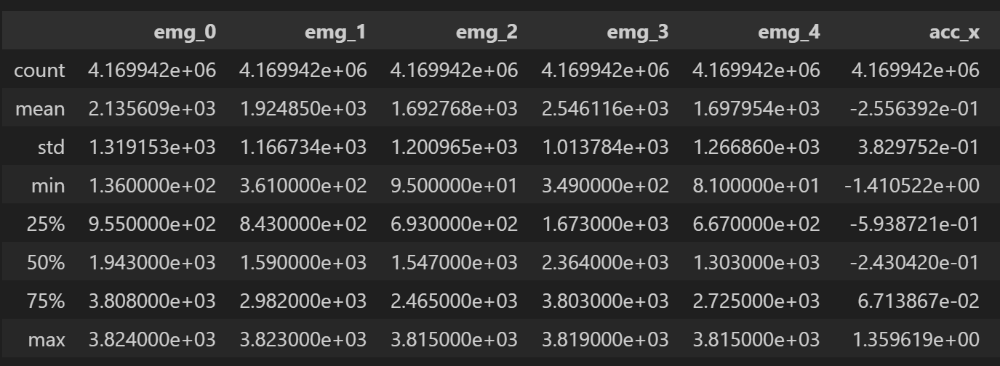 emg_0 emg_1 emg_2 emg_3 emg_4 acc_x
count 4.169942e+06 4.169942e+06 4.169942e+06 4.169942e+06 4.169942e+06 4.169942e+06
mean 2.135609e+03 1.924850e+03 1.692768e+03 2.546116e+03 1.697954e+03 -2.556392e-01
std 1.319153e+03 1.166734e+03 1.200965e+03 1.013784e+03 1.266860e+03 3.829752e-01
min 1.360000e+02 3.610000e+02 9.500000e+01 3.490000e+02 8.100000e+01 -1.410522e+00
25% 9.550000e+02 8.430000e+02 6.930000e+02 1.673000e+03 6.670000e+02 -5.938721e-01
50% 1.943000e+03 1.590000e+03 1.547000e+03 2.364000e+03 1.303000e+03 -2.430420e-01
75% 3.808000e+03 2.982000e+03 2.465000e+03 3.803000e+03 2.725000e+03 6.713867e-02
max 3.824000e+03 3.823000e+03 3.815000e+03 3.819000e+03 3.815000e+03 1.359619e+00